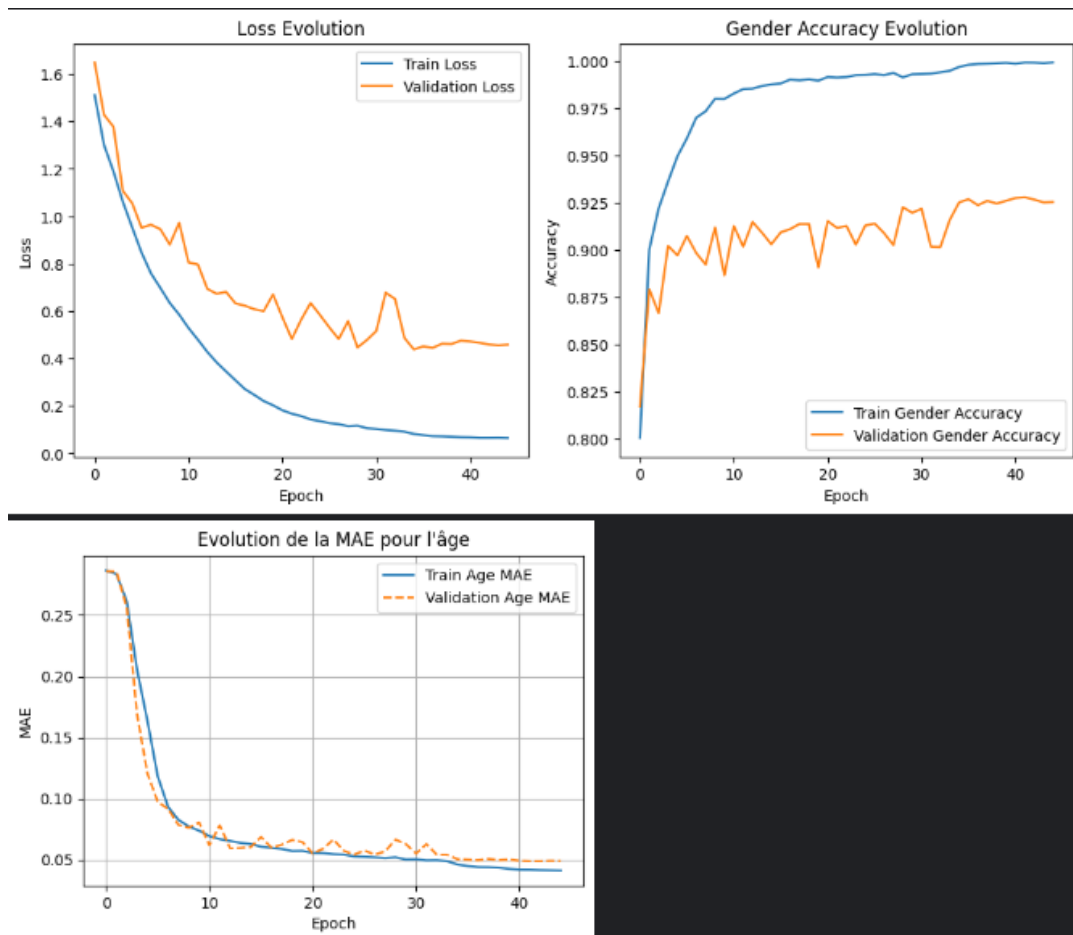 Loss Evolution
Train Loss
Validation Loss
1.6
1.4
1.2
1.0
0.8
0.6
0.4
0.2
0.0
Loss
0
10
20
30
40
Epoch
Gender Accuracy Evolution
1.000
0.975
0.950
0.925
0.900
0.875
0.850
0.825
0.800
Accuracy
Train Gender Accuracy
Validation Gender Accuracy
0
10
20
30
40
Epoch
Evolution de la MAE pour l'âge
Train Age MAE
Validation Age MAE
0.25
0.20
0.15
0.10
0.05
MAE
0
10
20
30
40
Epoch